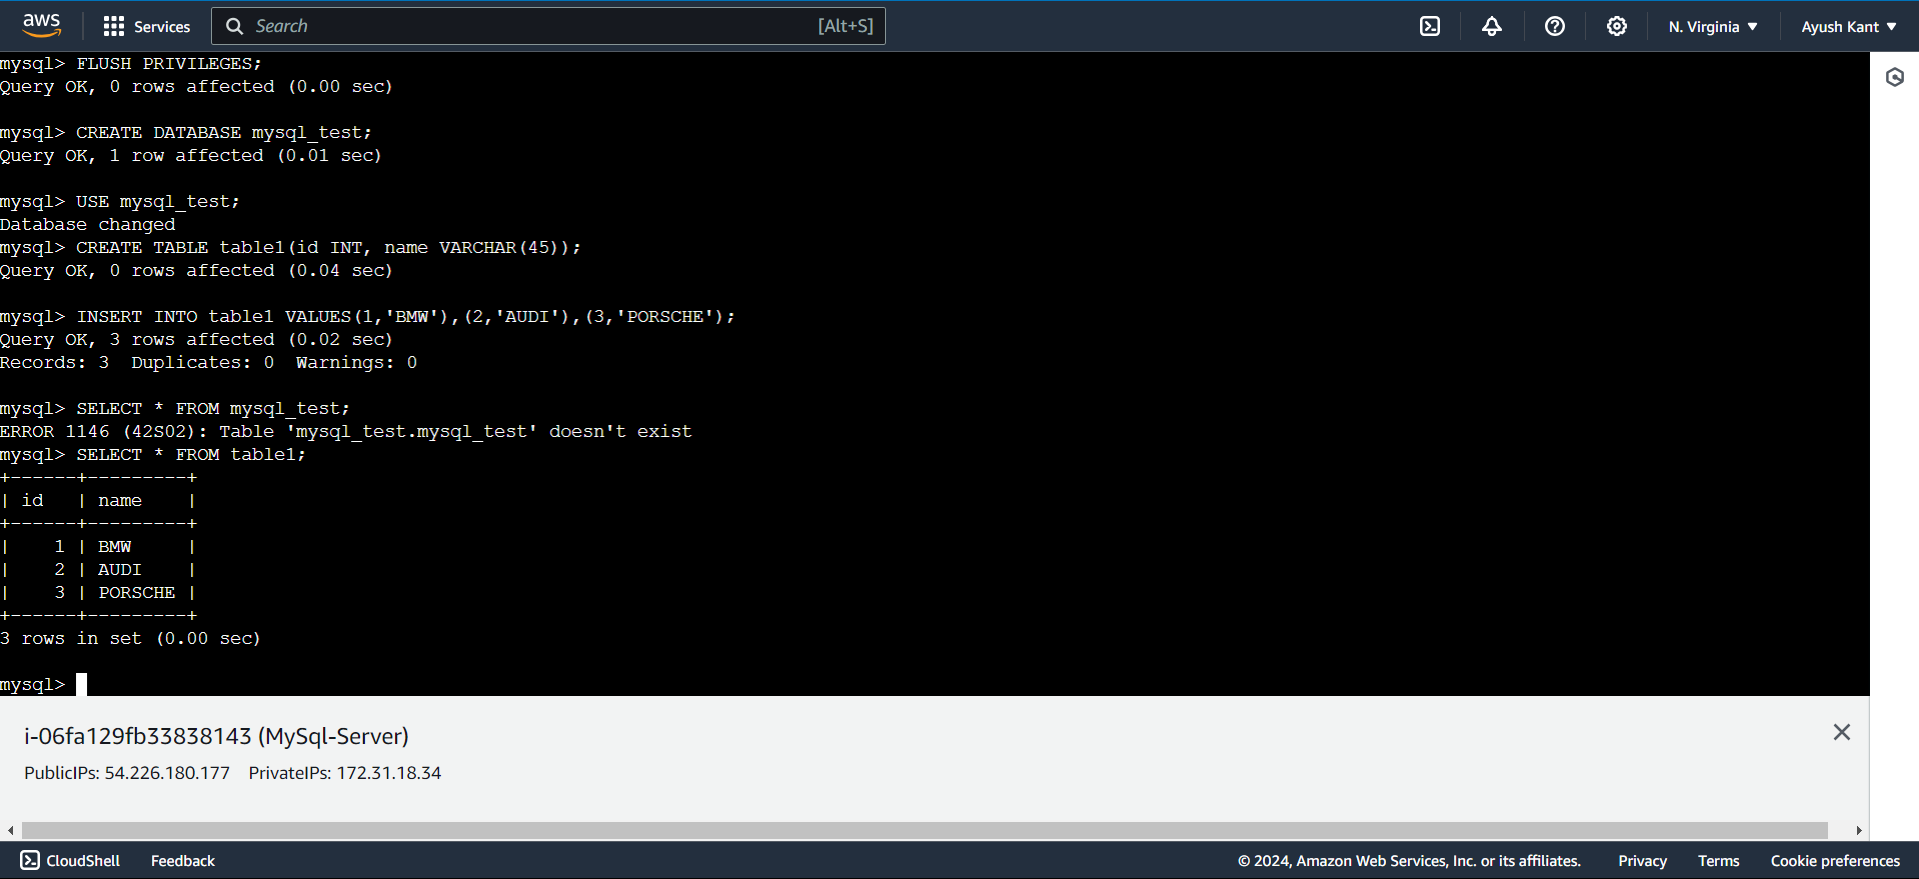 aws Services Search [Alt+S] N. Virginia Ayush Kant
mysql> FLUSH PRIVILEGES;
Query OK, 0 rows affected (0.00 sec)
mysql> CREATE DATABASE mysql_test;
Query OK, 1 row affected (0.01 sec)
mysql> USE mysql_test;
Database changed
mysql> CREATE TABLE table1(id INT, name VARCHAR(45));
Query OK, 0 rows affected (0.04 sec)
mysql> INSERT INTO table1 VALUES(1,'BMW'),(2,'AUDI'),(3,'PORSCHE');
Query OK, 3 rows affected (0.02 sec)
Records: 3  Duplicates: 0  Warnings: 0
mysql> SELECT * FROM mysql_test;
ERROR 1146 (42S02): Table 'mysql_test.mysql_test' doesn't exist
mysql> SELECT * FROM table1;
+------+---------+
| id   | name    |
+------+---------+
|    1 | BMW     |
|    2 | AUDI    |
|    3 | PORSCHE |
+------+---------+
3 rows in set (0.00 sec)
mysql>
i-06fa129fb33838143 (MySql-Server)
PublicIPs: 54.226.180.177 PrivateIPs: 172.31.18.34
CloudShell Feedback © 2024, Amazon Web Services, Inc. or its affiliates. Privacy Terms Cookie preferences